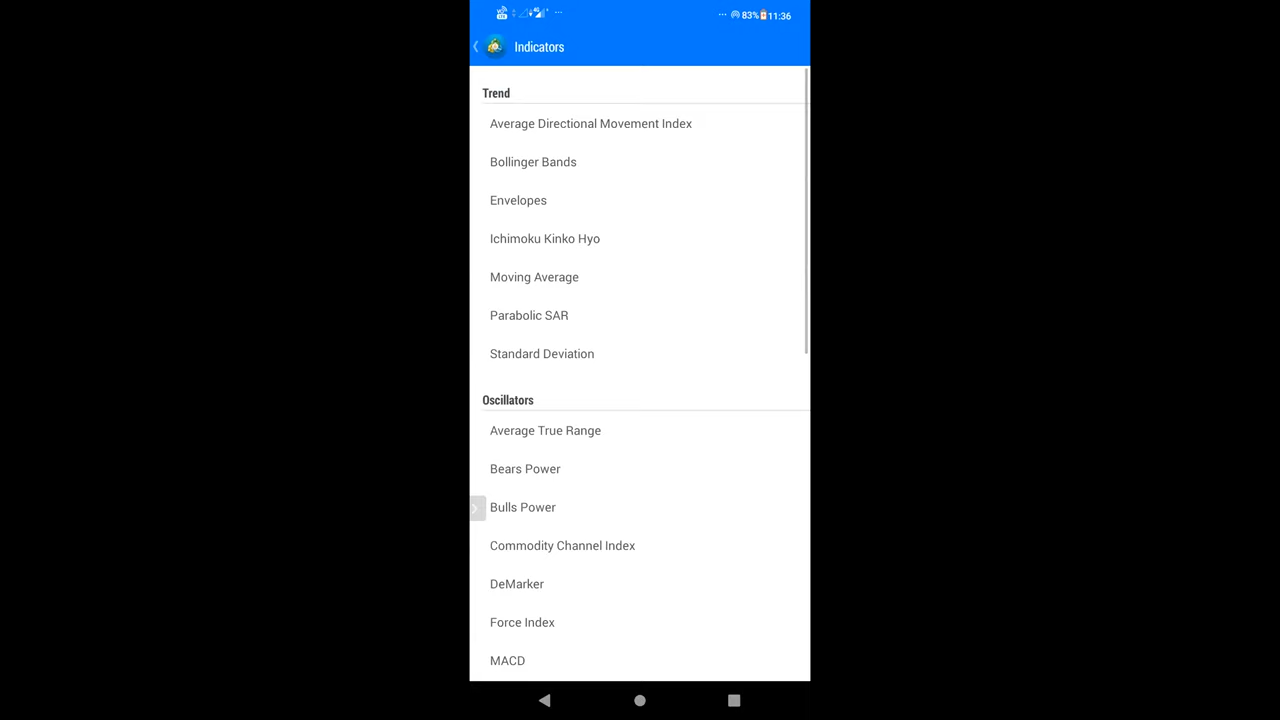 83% 11:36
Indicators
Trend
Average Directional Movement Index
Bollinger Bands
Envelopes
Ichimoku Kinko Hyo
Moving Average
Parabolic SAR
Standard Deviation
Oscillators
Average True Range
Bears Power
Bulls Power
Commodity Channel Index
DeMarker
Force Index
MACD